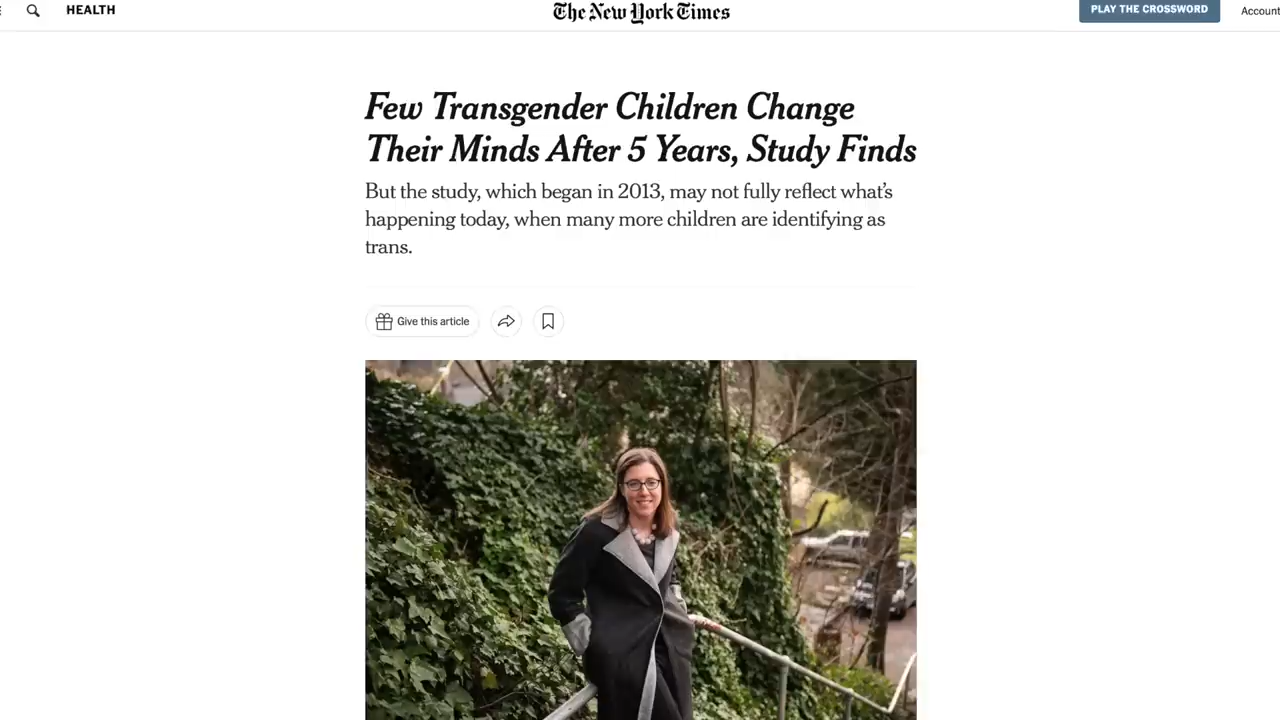 HEALTH
The New York Times
PLAY THE CROSSWORD
Account
Few Transgender Children Change
Their Minds After 5 Years, Study Finds
But the study, which began in 2013, may not fully reflect what’s
happening today, when many more children are identifying as
trans.
Give this article